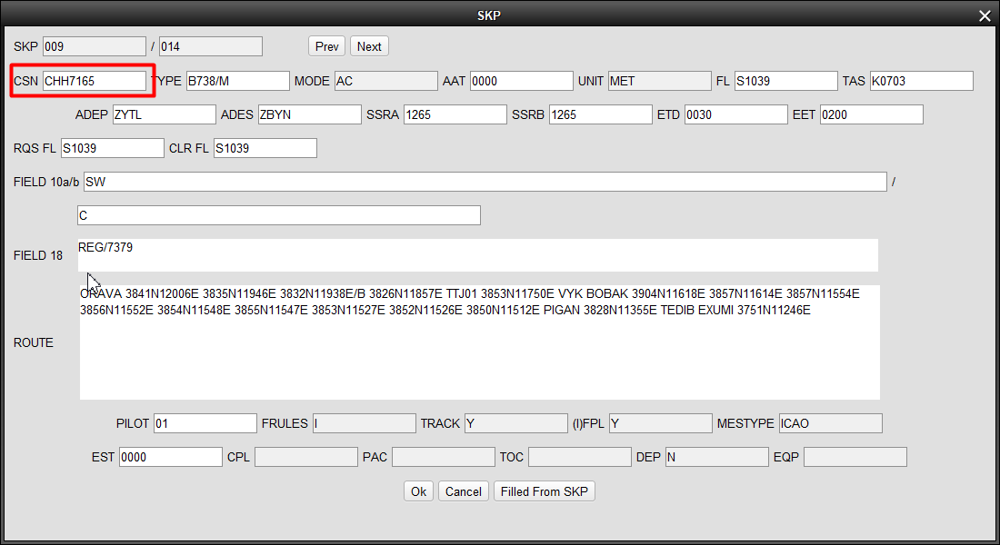 SKP
SKP 009 / 014 Prev Next
CSN CHH7165 TYPE B738/M MODE AC AAT 0000 UNIT MET FL S1039 TAS K0703
ADEP ZYTL ADES ZBYN SSRA 1265 SSRB 1265 ETD 0030 EET 0200
RQS FL S1039 CLR FL S1039
FIELD 10a/b SW /
C
FIELD 18 REG/7379
ORAVA 3841N12006E 3835N11946E 3832N11938E/B 3826N11857E TTJ01 3853N11750E VYK BOBAK 3904N11618E 3857N11614E 3857N11554E
3856N11552E 3854N11548E 3855N11547E 3853N11527E 3852N11526E 3850N11512E PIGAN 3828N11355E TEDIB EXUMI 3751N11246E
ROUTE
PILOT 01 FRULES I TRACK Y (I)FPL Y MESTYPE ICAO
EST 0000 CPL PAC TOC DEP N EQP
Ok Cancel Filled From SKP